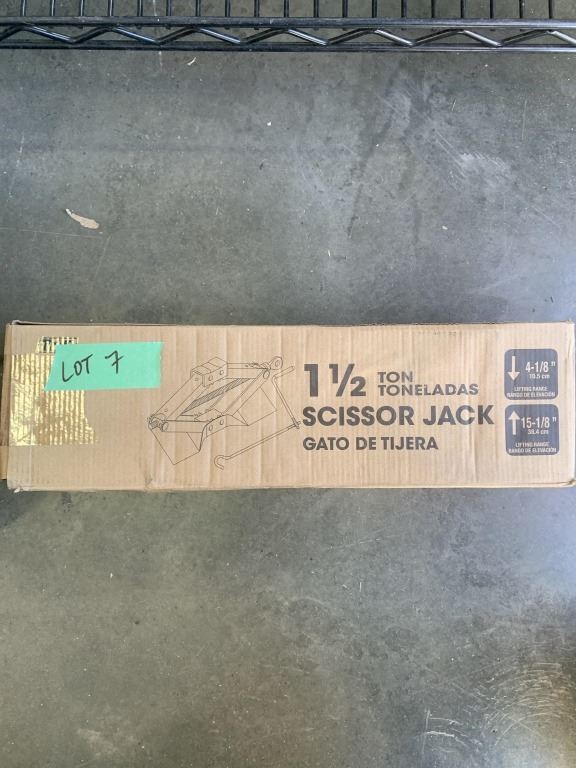 LOT 7
1 ½ TON
TONELADAS
SCISSOR JACK
GATO DE TIJERA
4-1/8"
10.5 cm
LIFTING RANGE
RANGO DE ELEVACIÓN
15-1/8"
38.4 cm
LIFTING RANGE
RANGO DE ELEVACIÓN